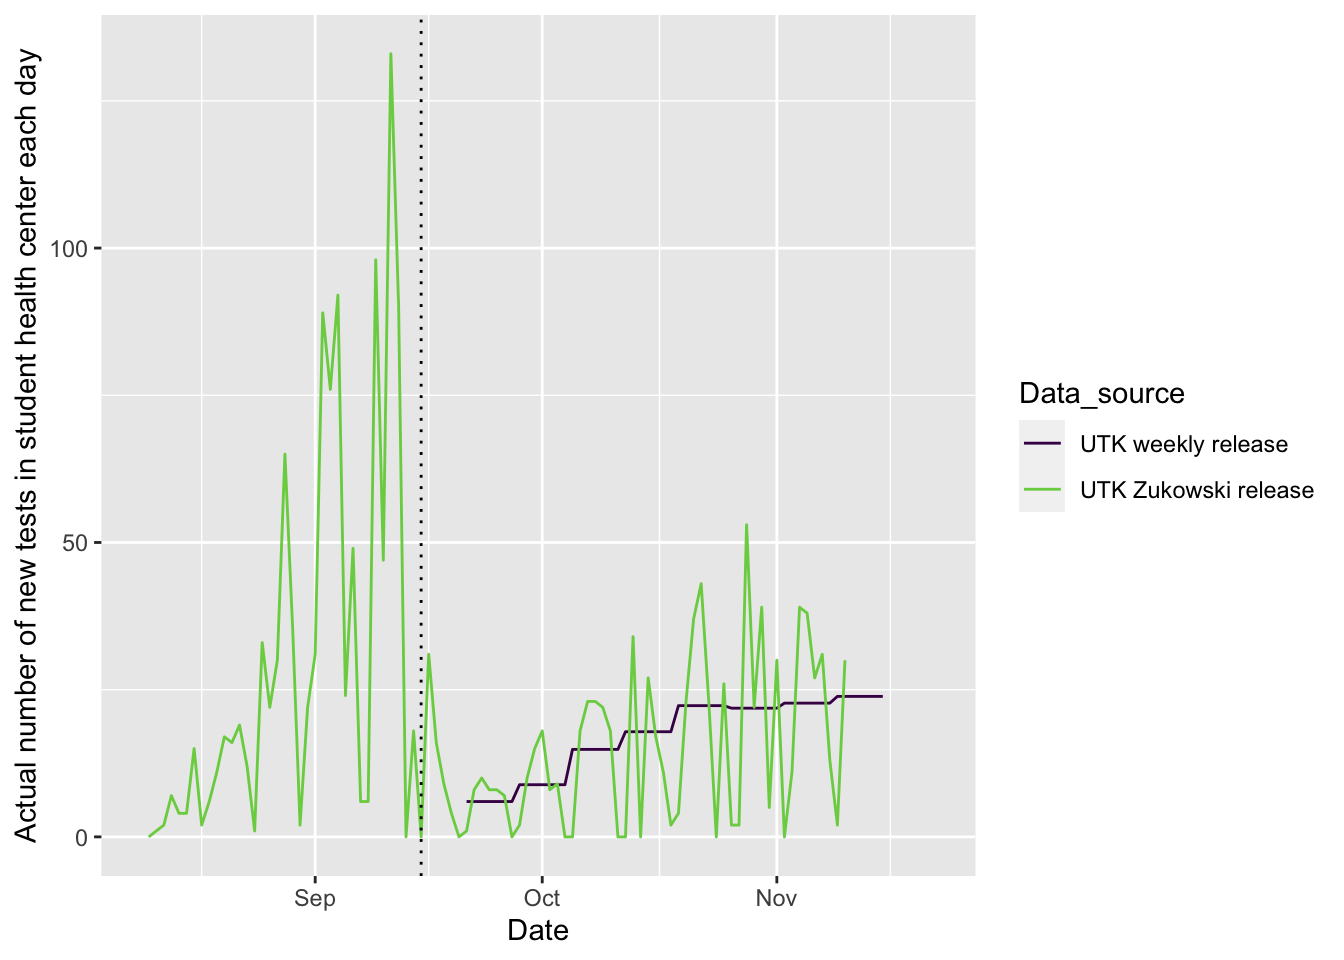 Actual number of new tests in student health center each day
100
50
0
Sep
Oct
Nov
Date
Data_source
UTK weekly release
UTK Zukowski release